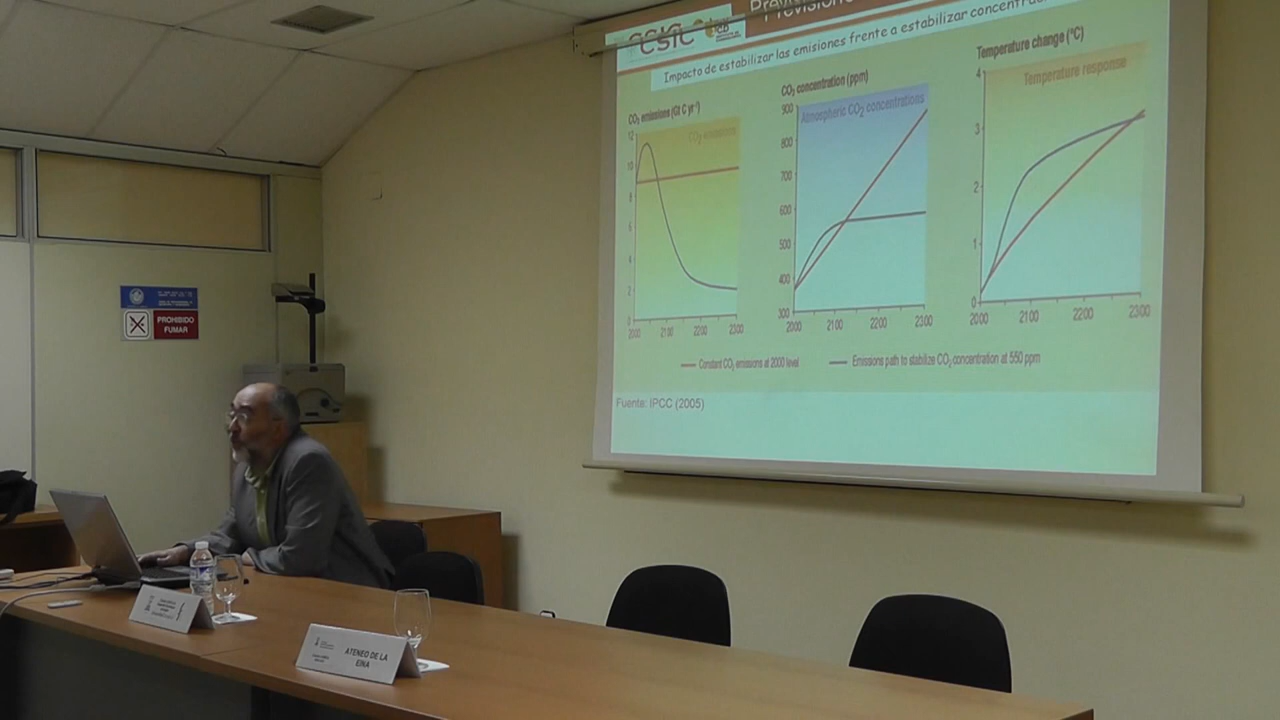 CSIC
Impacto de estabilizar las emisiones frente a estabilizar
CO₂ emissions (Gt C yr⁻¹)
CO₂ emissions
12
10
8
6
4
2
0
2000 2100 2200 2300
CO₂ concentration (ppm)
Atmospheric CO₂ concentrations
900
800
700
600
500
400
300
2000 2100 2200 2300
Temperature change (°C)
Temperature response
4
3
2
1
0
2000 2100 2200 2300
Constant CO₂ emissions at 2000 level
Emissions path to stabilize CO₂ concentration at 550 ppm
Fuente: IPCC (2005)
PROHIBIDO
FUMAR
ATENEO DE LA
EINA